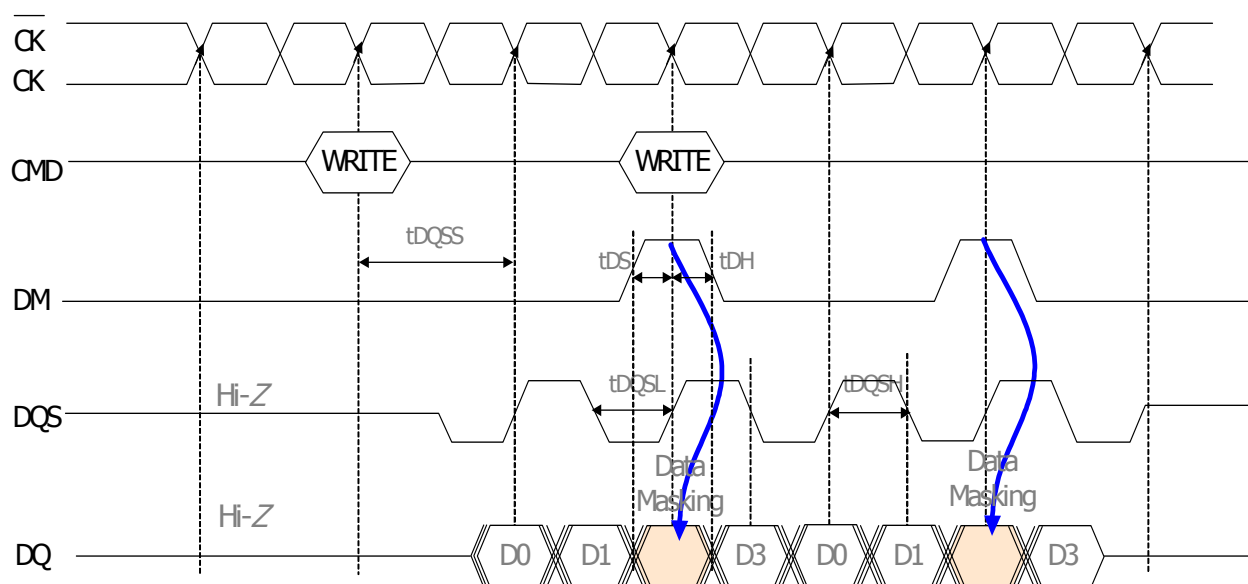 CK
CK
CMD
WRITE
WRITE
tDQSS
tDS
tDH
DM
Hi-Z
tDQSL
tDQSH
DQS
Data
Masking
Data
Masking
Hi-Z
DQ
D0
D1
D3
D0
D1
D3